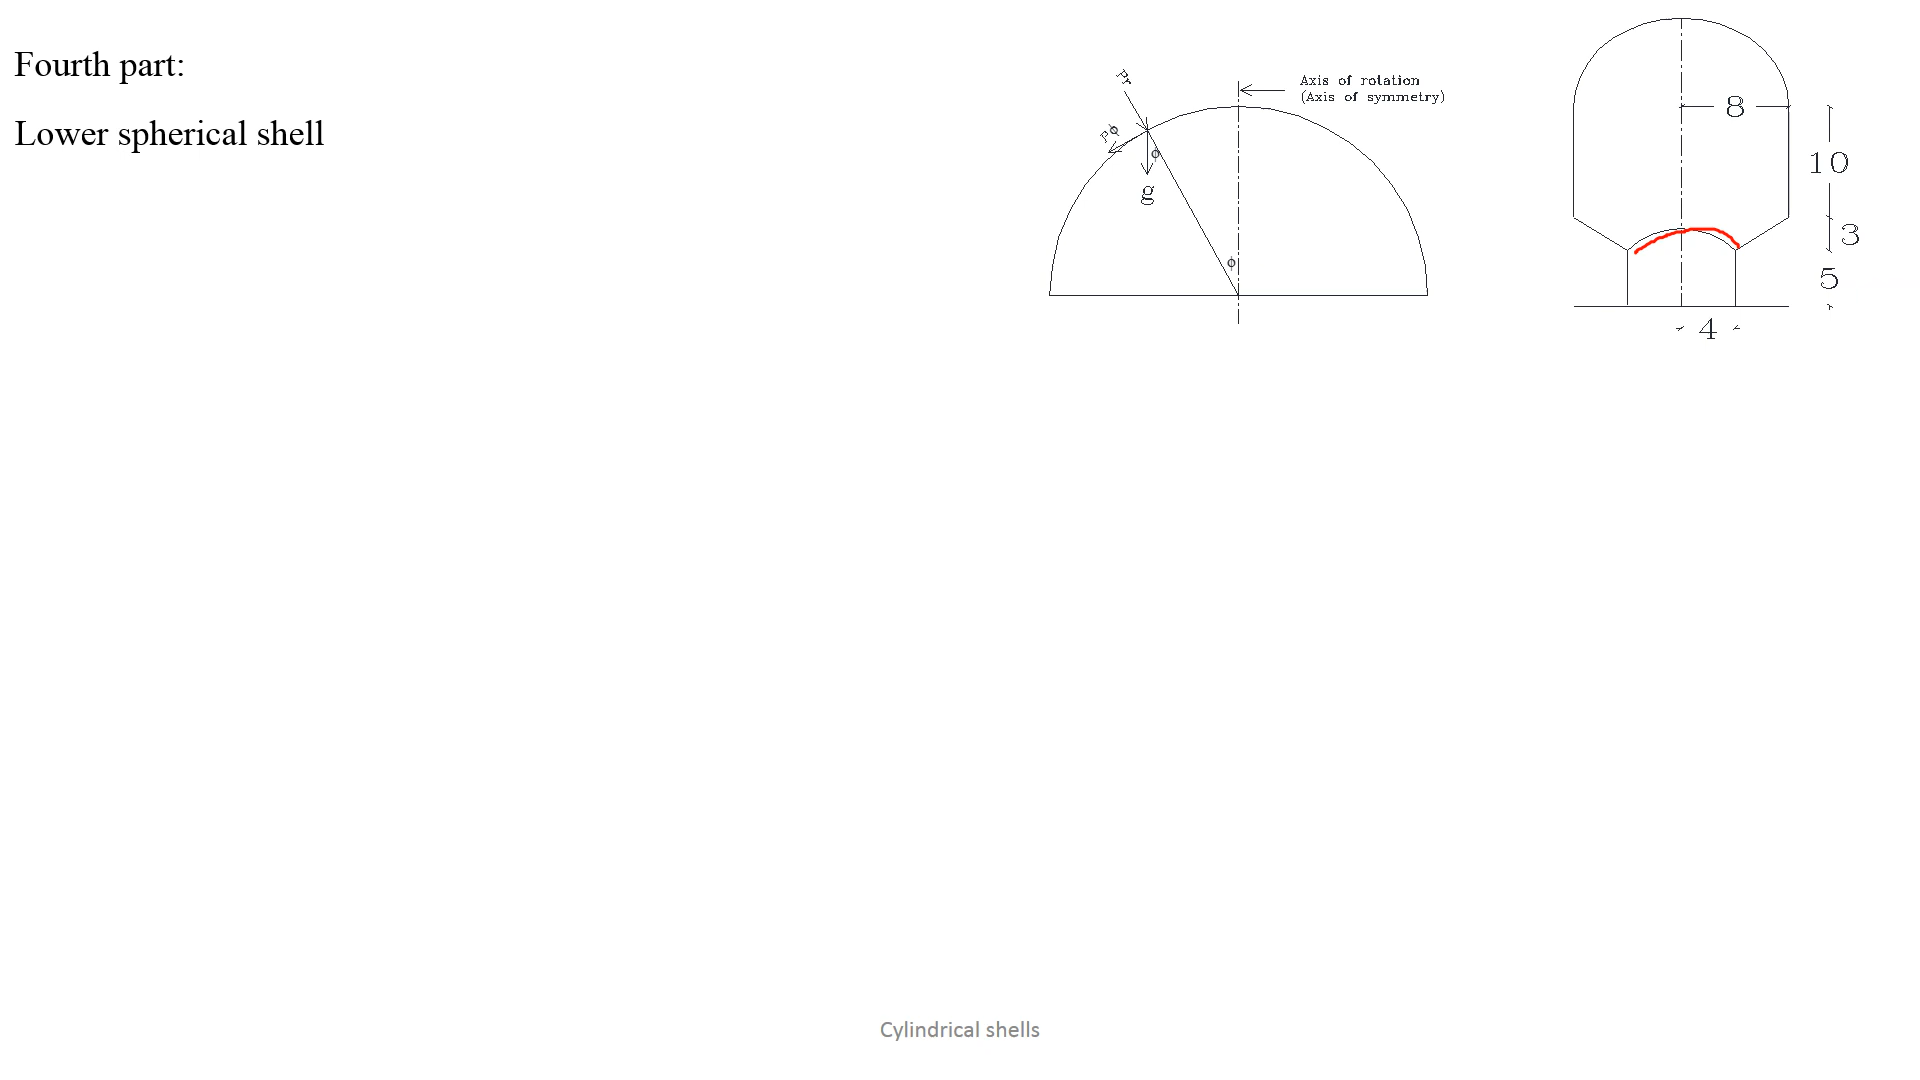 Fourth part:
Lower spherical shell
Pr
Pϕ
ϕ
g
ϕ
Axis of rotation
(Axis of symmetry)
8
10
3
5
4
Cylindrical shells